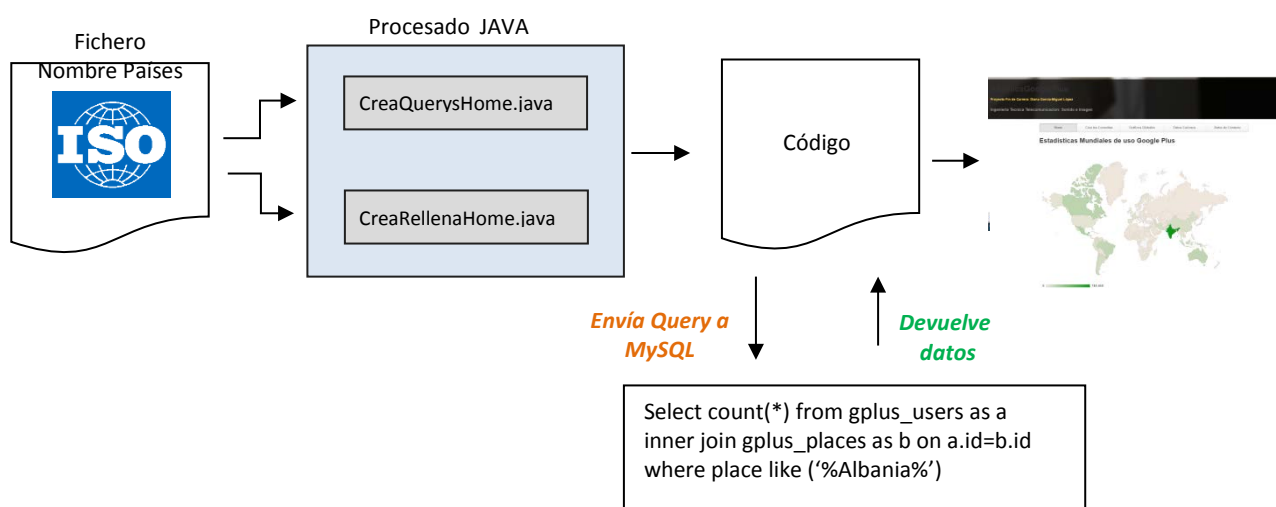 Fichero
Nombre Países
ISO
Procesado JAVA
CreaQuerysHome.java
CreaRellenaHome.java
Código
Envía Query a
MySQL
Devuelve
datos
Select count(*) from gplus_users as a
inner join gplus_places as b on a.id=b.id
where place like (‘%Albania%’)
Estadísticas Mundiales de uso Google Plus